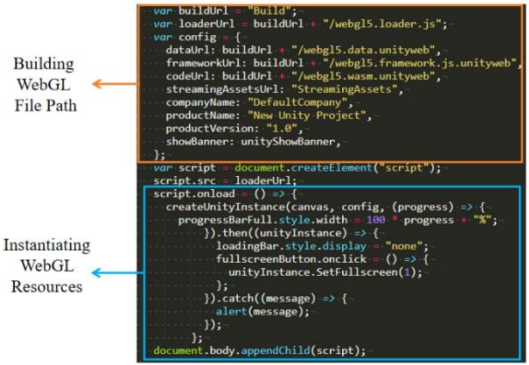 var buildUrl = "Build";
var loaderUrl = buildUrl + "/webgl5.loader.js";
var config = {
dataUrl: buildUrl + "/webgl5.data.unityweb",
frameworkUrl: buildUrl + "/webgl5.framework.js.unityweb",
codeUrl: buildUrl + "/webgl5.wasm.unityweb",
streamingAssetsUrl: "StreamingAssets",
companyName: "DefaultCompany",
productName: "New Unity Project",
productVersion: "1.0",
showBanner: unityShowBanner,
};
var script = document.createElement("script");
script.src = loaderUrl;
script.onload = () => {
createUnityInstance(canvas, config, (progress) => {
progressBarFull.style.width = 100 * progress + "%";
}).then((unityInstance) => {
loadingBar.style.display = "none";
fullscreenButton.onclick = () => {
unityInstance.SetFullscreen(1);
};
}).catch((message) => {
alert(message);
});
};
document.body.appendChild(script);
Building
WebGL
File Path
Instantiating
WebGL
Resources